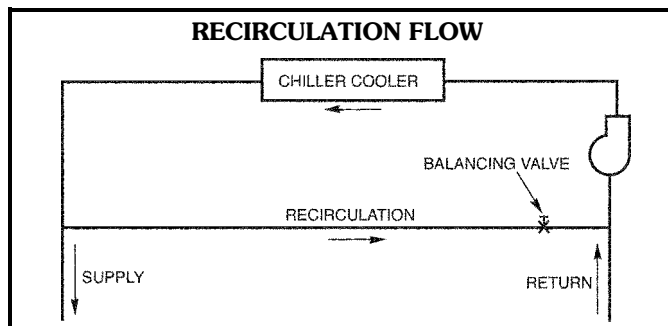 RECIRCULATION FLOW
CHILLER COOLER
BALANCING VALVE
RECIRCULATION
SUPPLY
RETURN